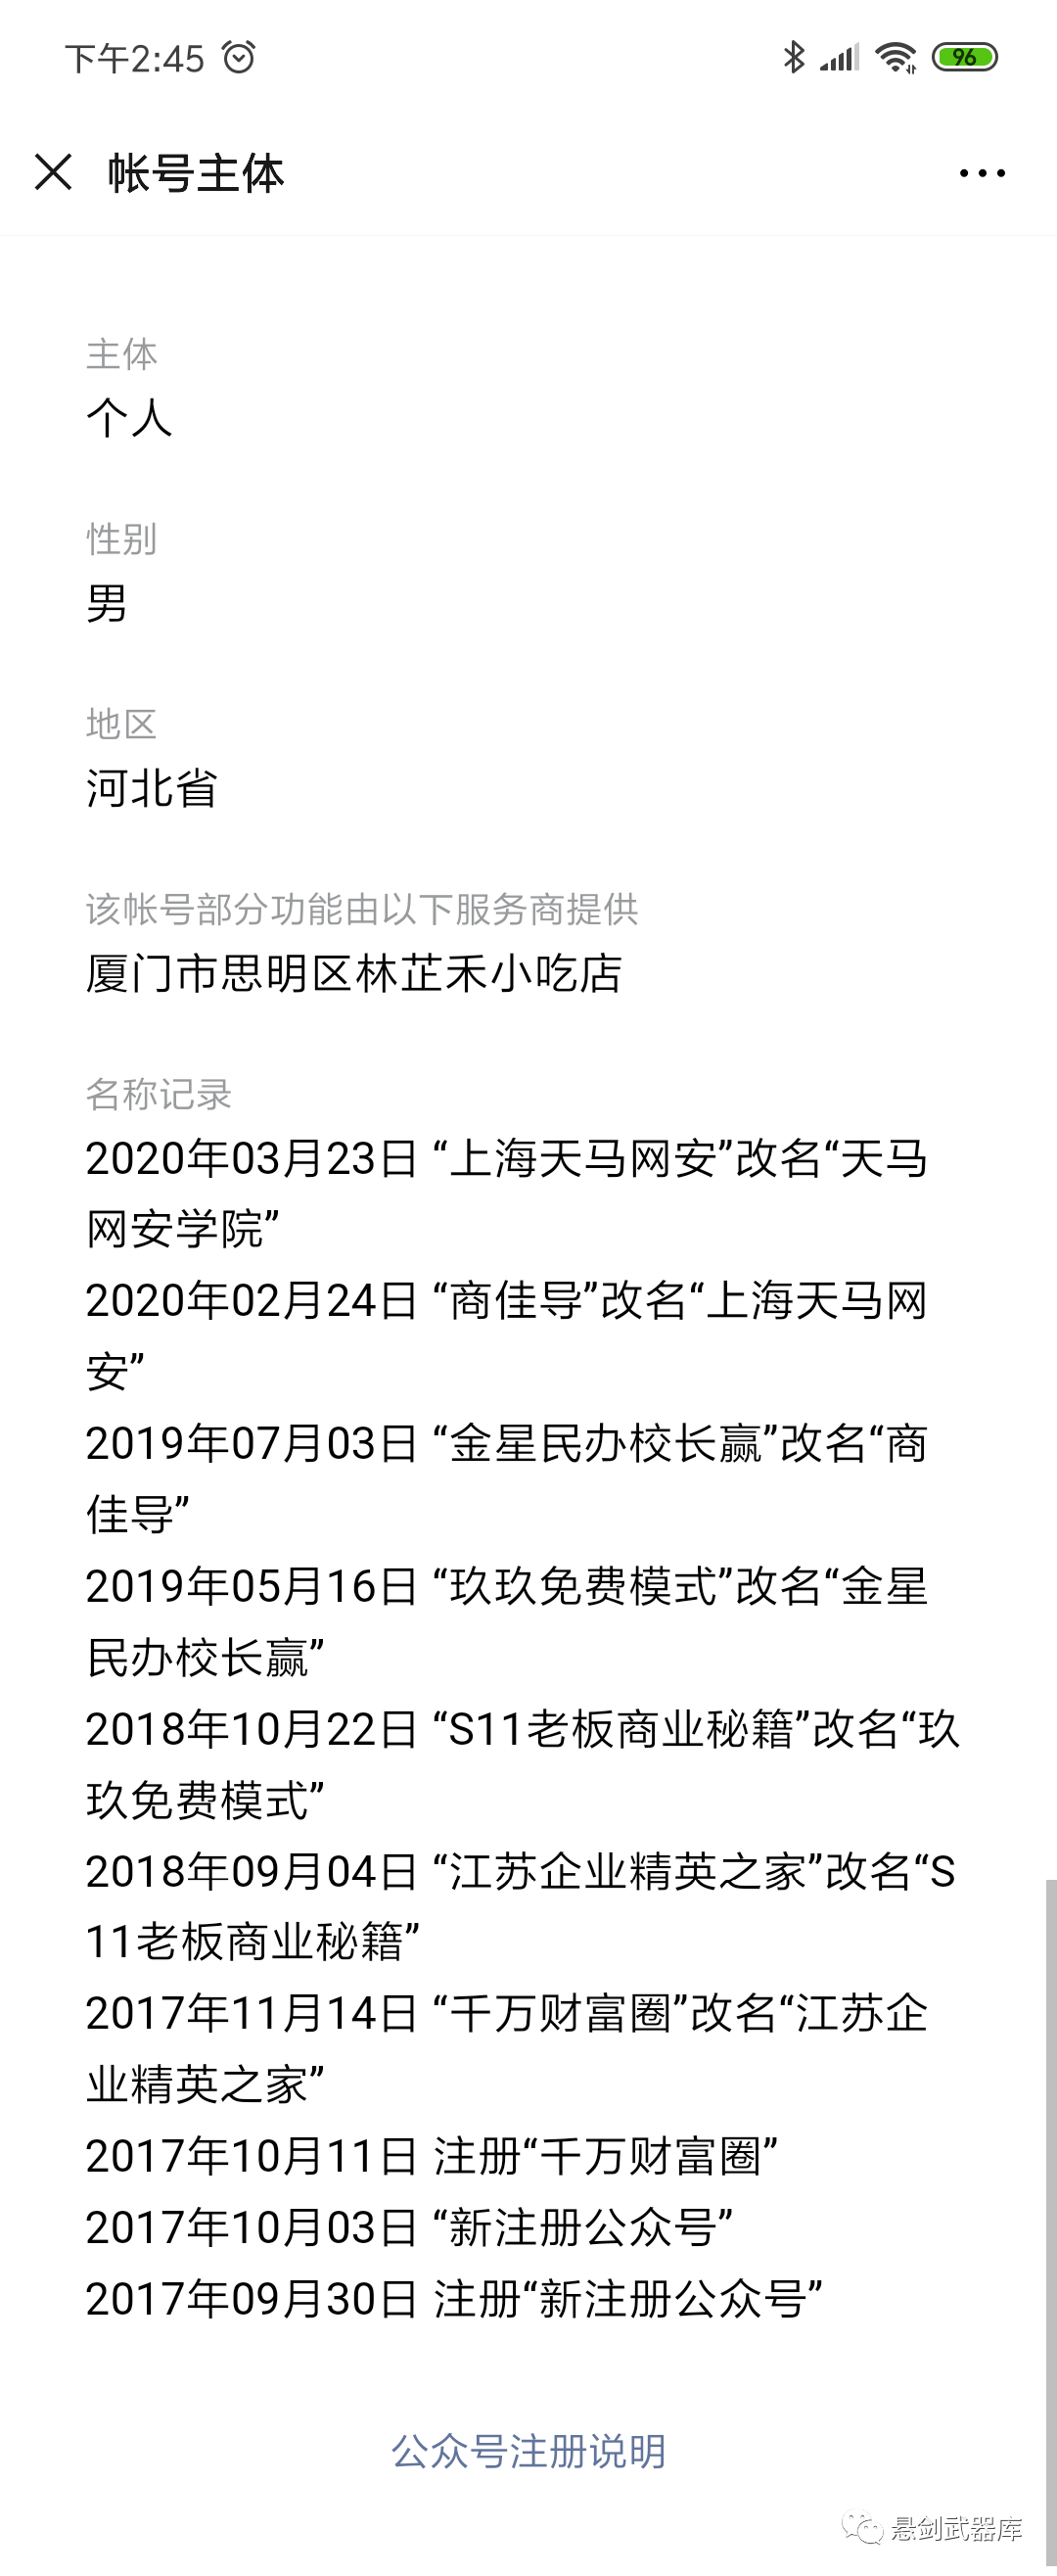 下午2:45
96
帐号主体
主体
个人
性别
男
地区
河北省
该帐号部分功能由以下服务商提供
厦门市思明区林芷禾小吃店
名称记录
2020年03月23日 “上海天马网安”改名“天马
网安学院”
2020年02月24日 “商佳导”改名“上海天马网
安”
2019年07月03日 “金星民办校长赢”改名“商
佳导”
2019年05月16日 “玖玖免费模式”改名“金星
民办校长赢”
2018年10月22日 “S11老板商业秘籍”改名“玖
玖免费模式”
2018年09月04日 “江苏企业精英之家”改名“S
11老板商业秘籍”
2017年11月14日 “千万财富圈”改名“江苏企
业精英之家”
2017年10月11日 注册“千万财富圈”
2017年10月03日 “新注册公众号”
2017年09月30日 注册“新注册公众号”
公众号注册说明
悬剑武器库